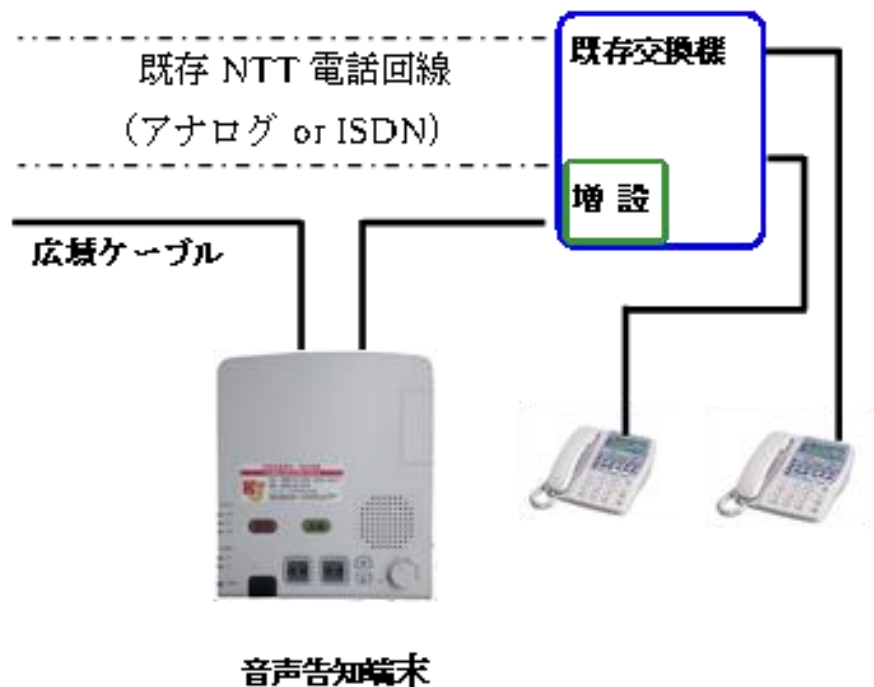 既存 NTT 電話回線
（アナログ or ISDN）
既存交換機
増 設
広域ケーブル
音声告知端末